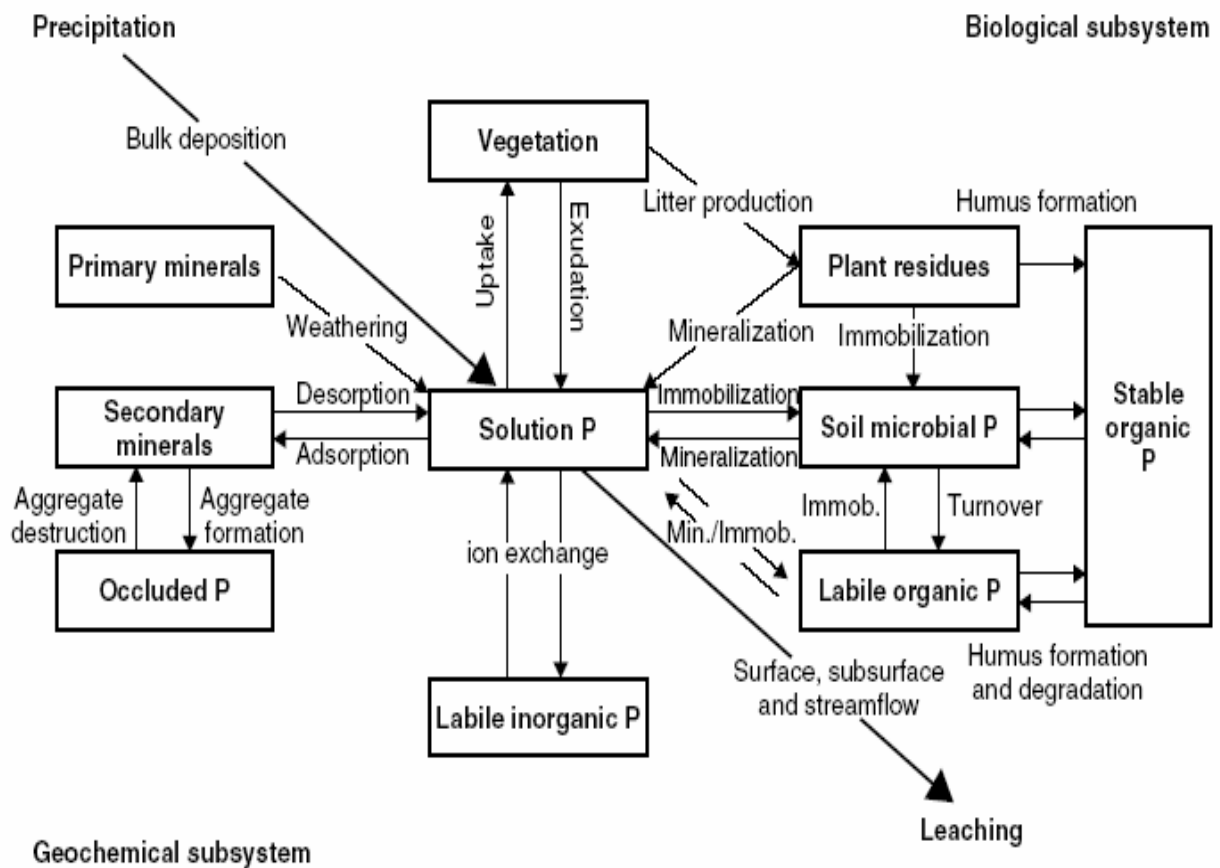 Precipitation
Biological subsystem
Bulk deposition
Vegetation
Litter production
Humus formation
Uptake
Exudation
Primary minerals
Plant residues
Weathering
Mineralization
Immobilization
Desorption
Immobilization
Secondary
minerals
Solution P
Soil microbial P
Stable
organic
P
Adsorption
Mineralization
Aggregate
destruction
Aggregate
formation
Immob.
Turnover
Min./Immob.
ion exchange
Occluded P
Labile organic P
Humus formation
and degradation
Surface, subsurface
and streamflow
Labile inorganic P
Leaching
Geochemical subsystem